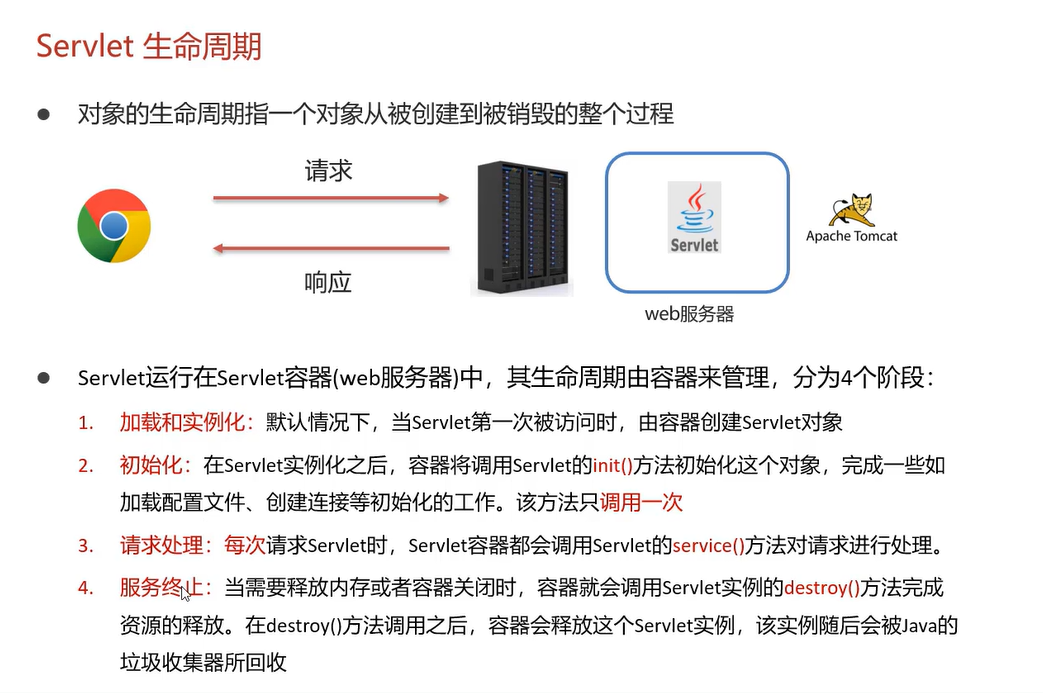 Servlet 生命周期
● 对象的生命周期指一个对象从被创建到被销毁的整个过程
请求
响应
Servlet
Apache Tomcat
web服务器
● Servlet运行在Servlet容器(web服务器)中，其生命周期由容器来管理，分为4个阶段：
1. 加载和实例化：默认情况下，当Servlet第一次被访问时，由容器创建Servlet对象
2. 初始化：在Servlet实例化之后，容器将调用Servlet的init()方法初始化这个对象，完成一些如
加载配置文件、创建连接等初始化的工作。该方法只调用一次
3. 请求处理：每次请求Servlet时，Servlet容器都会调用Servlet的service()方法对请求进行处理。
4. 服务终止：当需要释放内存或者容器关闭时，容器就会调用Servlet实例的destroy()方法完成
资源的释放。在destroy()方法调用之后，容器会释放这个Servlet实例，该实例随后会被Java的
垃圾收集器所回收